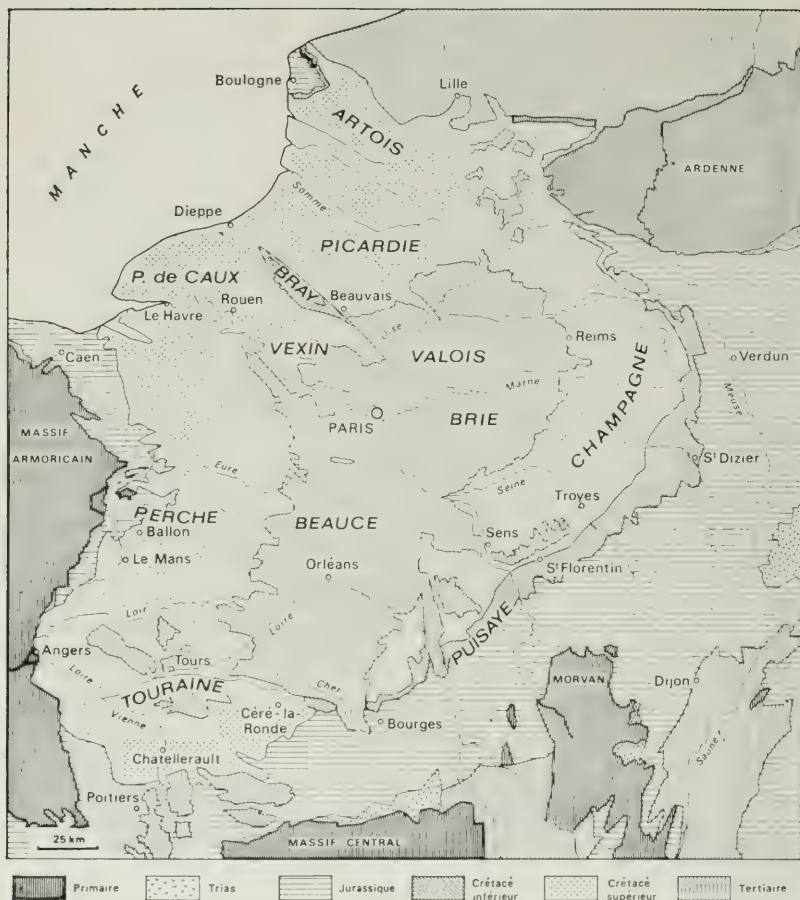 Boulogne
Lille
ARTOIS
MANCHE
ARDENNE
Somme
Dieppe
PICARDIE
P. de CAUX
BRAY
Beauvais
Rouen
Le Havre
Oise
VEXIN
VALOIS
Reims
Caen
Verdun
Marne
Meuse
CHAMPAGNE
PARIS
BRIE
MASSIF
ARMORICAIN
Eure
Seine
St Dizier
Troyes
PERCHE
BEAUCE
Ballon
Sens
Le Mans
Orléans
St Florentin
Loir
Loire
PUISAYE
Angers
Tours
Loire
Cher
MORVAN
Dijon
TOURAINE
Vienne
Céré-la-
Ronde
Bourges
Saône
Chatellerault
Poitiers
25 km
MASSIF CENTRAL
Primaire
Trias
Jurassique
Crétacé
inférieur
Crétacé
supérieur
Tertiaire